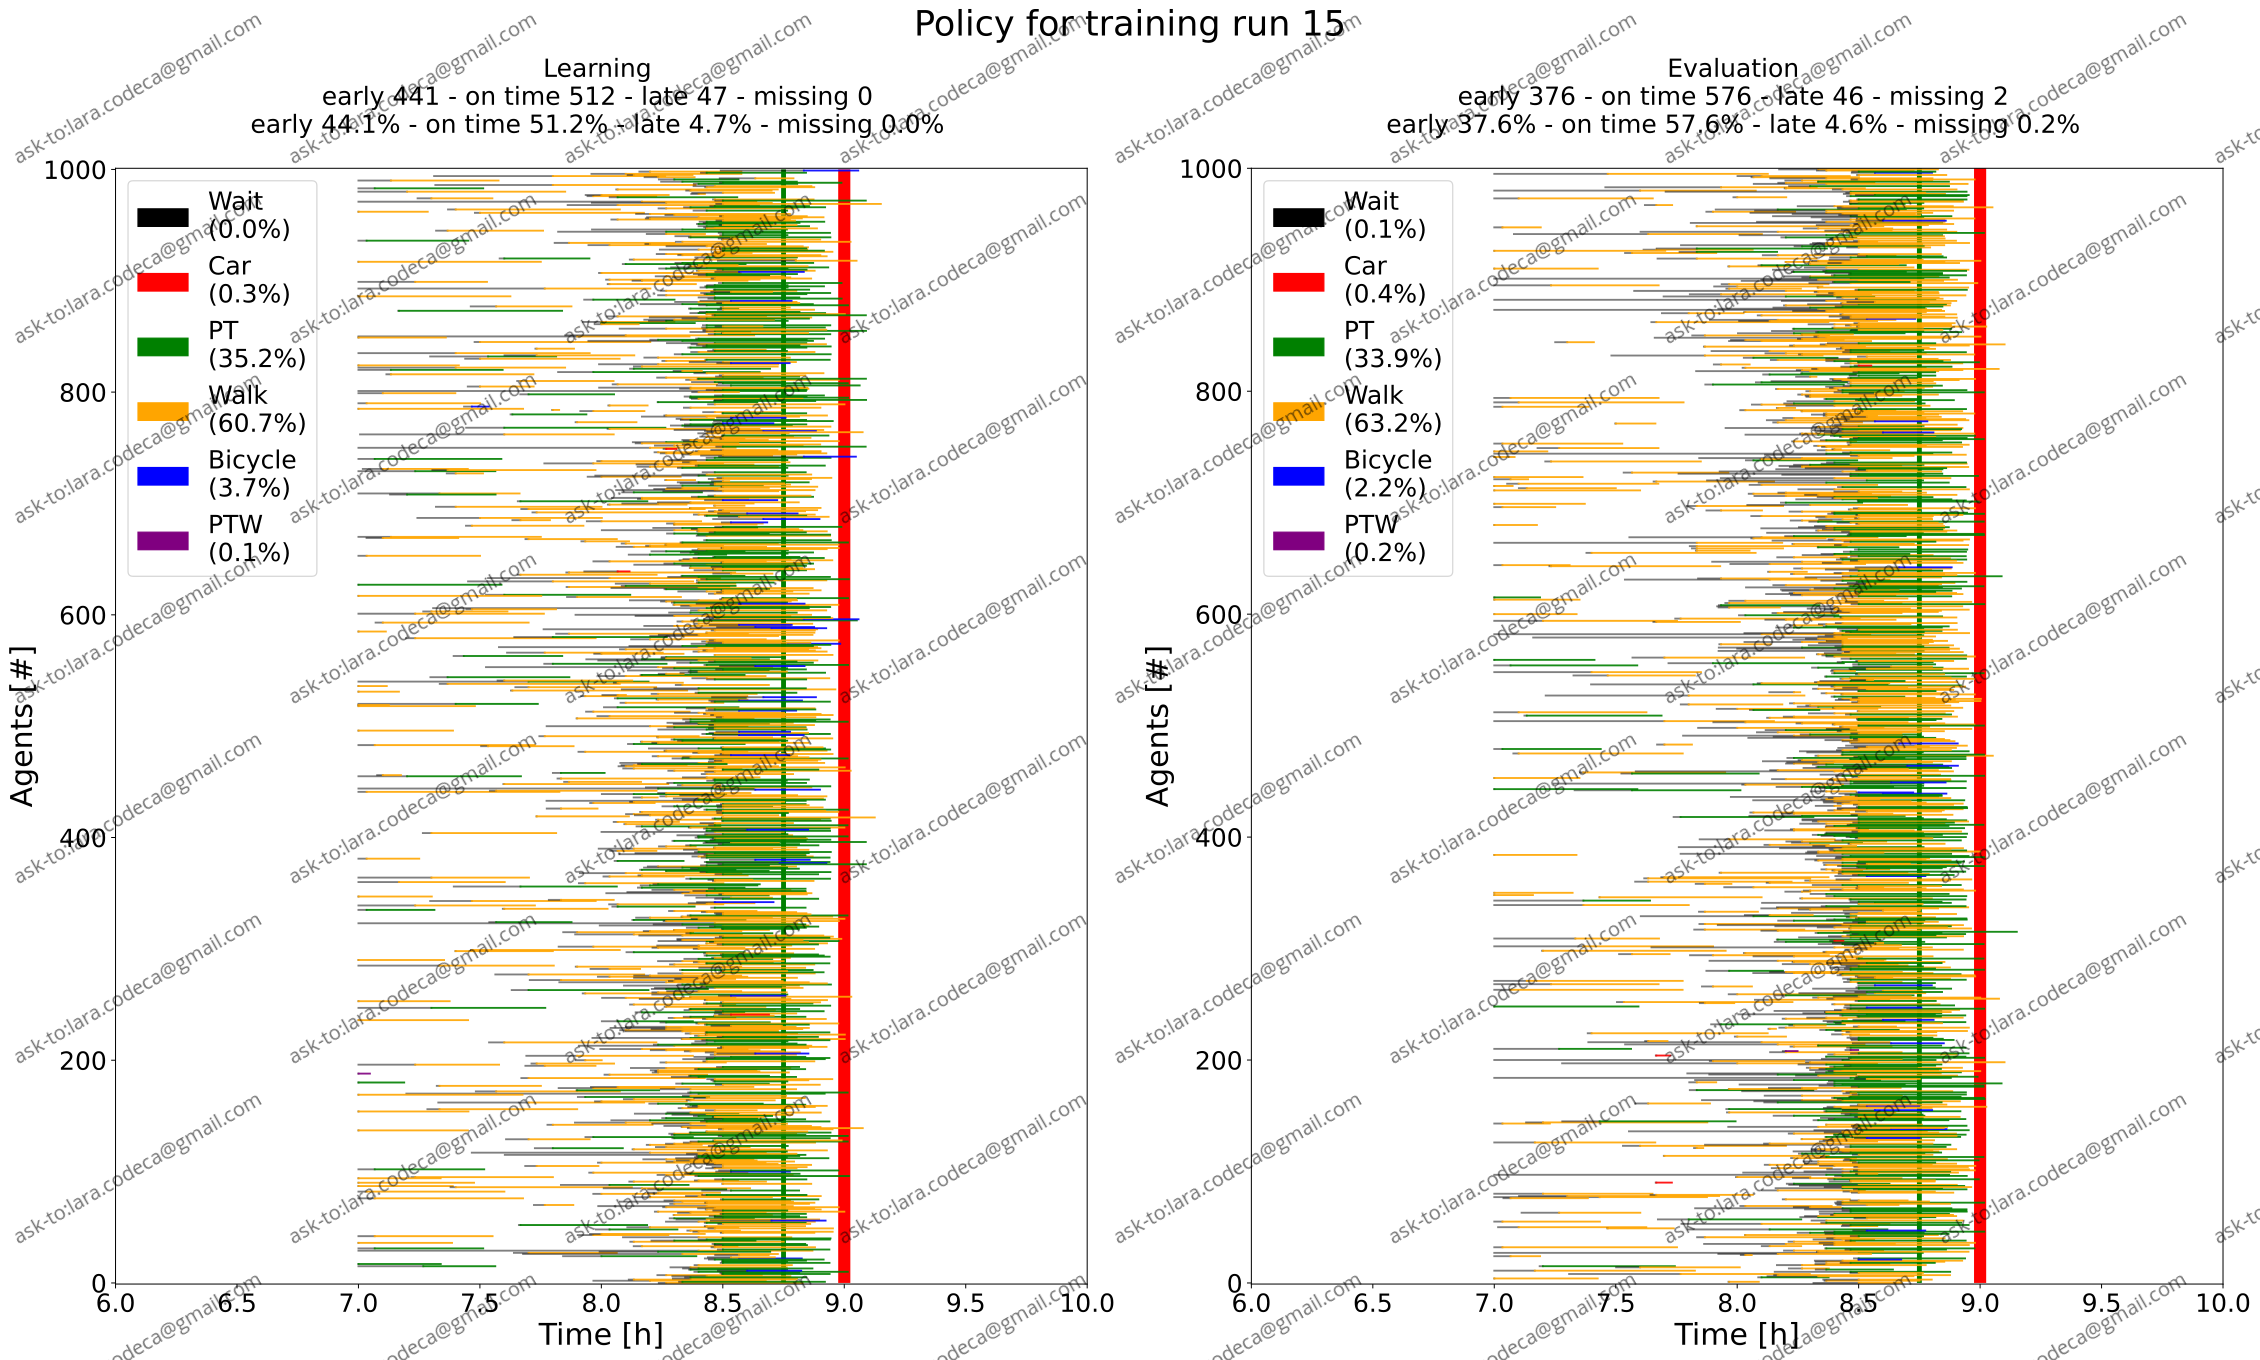 Policy for training run 15
Learning
early 441 - on time 512 - late 47 - missing 0
early 44.1% - on time 51.2% - late 4.7% - missing 0.0%
Evaluation
early 376 - on time 576 - late 46 - missing 2
early 37.6% - on time 57.6% - late 4.6% - missing 0.2%
Wait
(0.0%)
Car
(0.3%)
PT
(35.2%)
Walk
(60.7%)
Bicycle
(3.7%)
PTW
(0.1%)
Agents [#]
1000
800
600
400
200
0
6.0 6.5 7.0 7.5 8.0 8.5 9.0 9.5 10.0
Time [h]
Wait
(0.1%)
Car
(0.4%)
PT
(33.9%)
Walk
(63.2%)
Bicycle
(2.2%)
PTW
(0.2%)
Agents [#]
1000
800
600
400
200
0
6.0 6.5 7.0 7.5 8.0 8.5 9.0 9.5 10.0
Time [h]
ask-to:lara.codeca@gmail.com